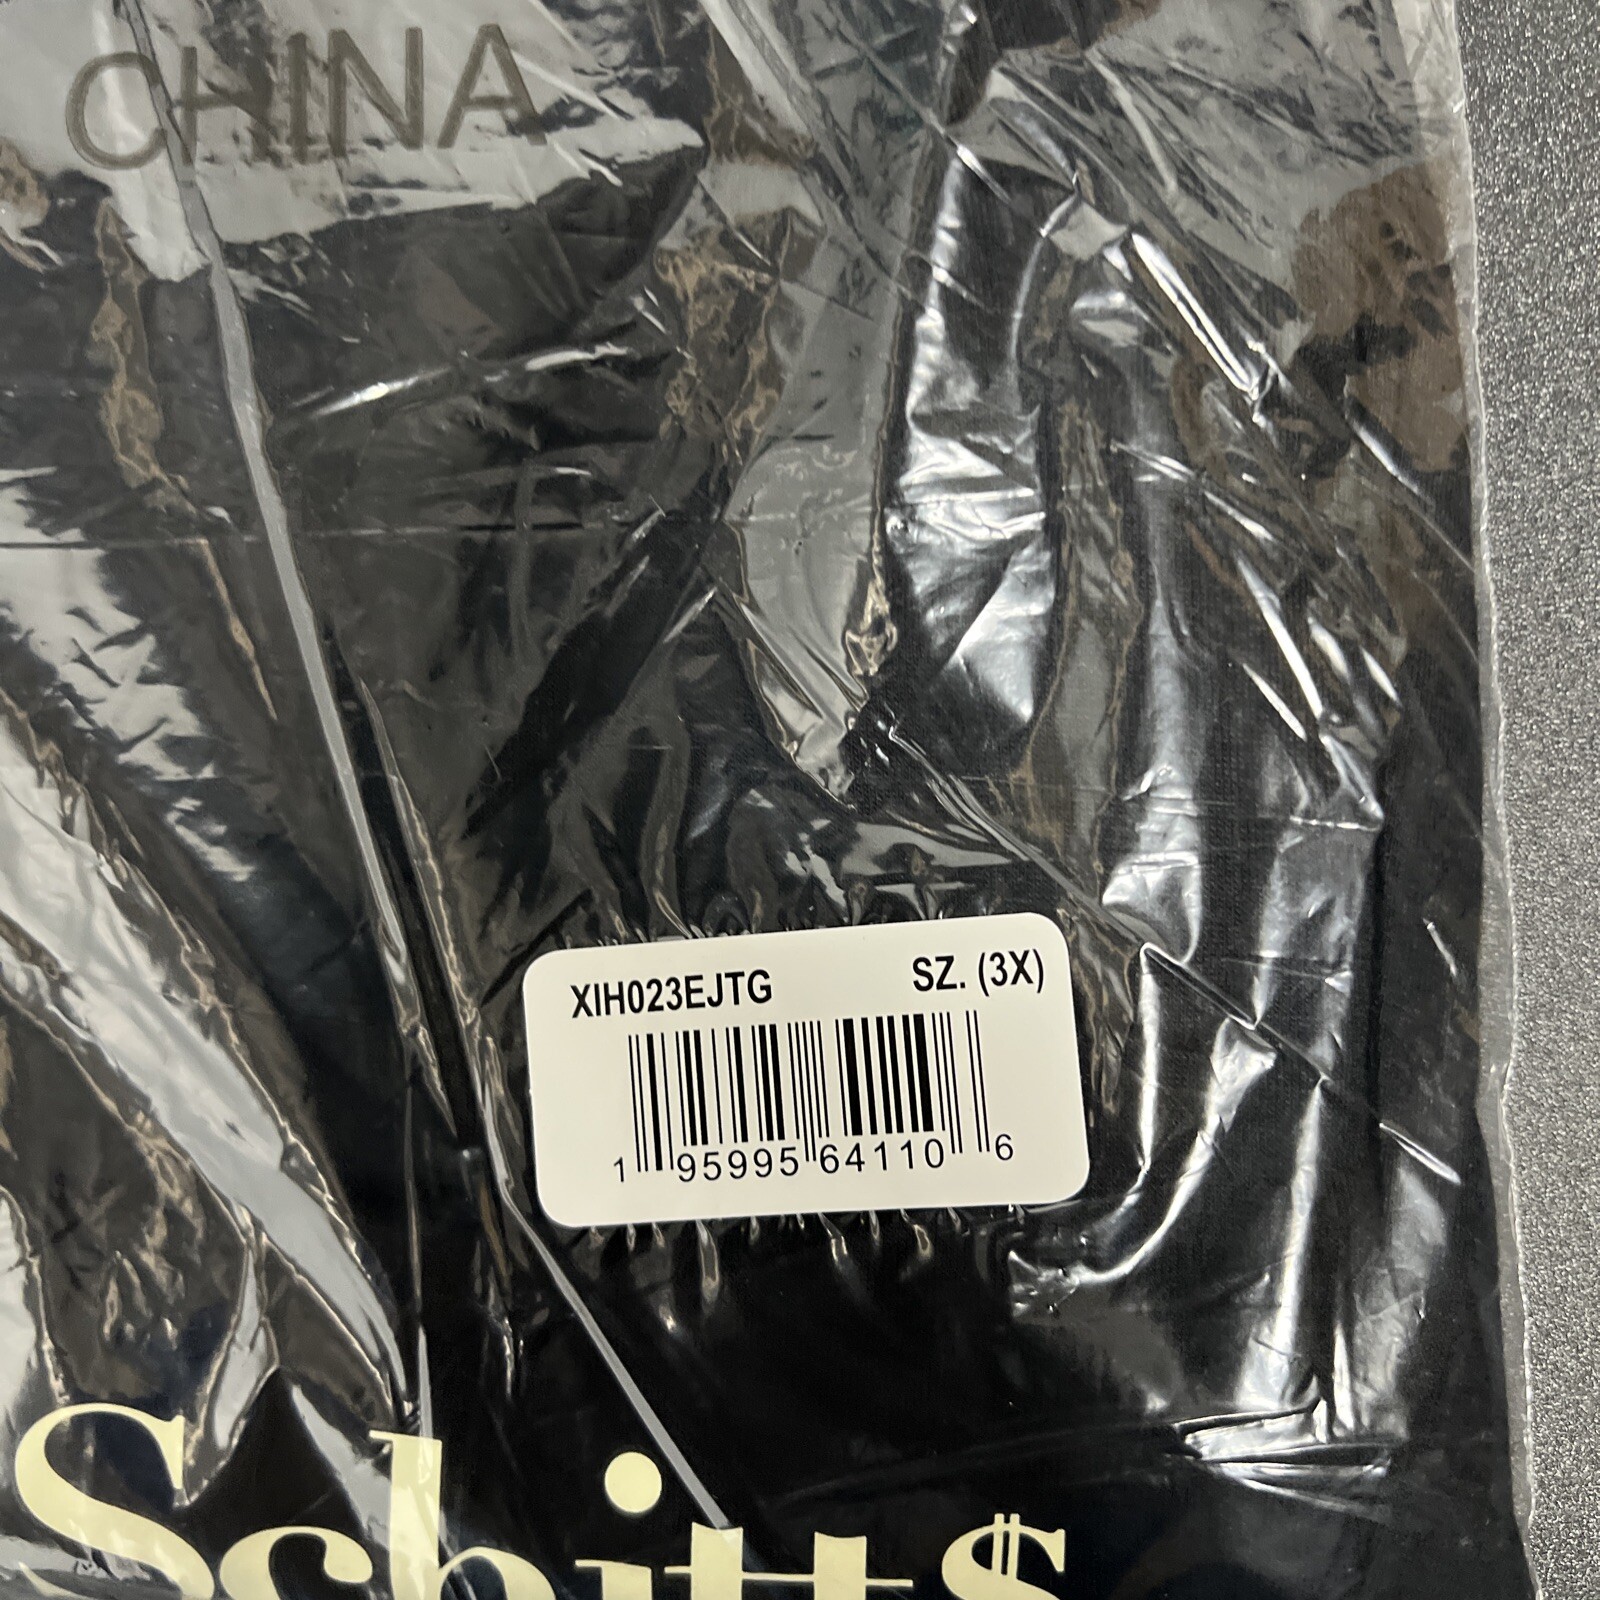 CHINA
XIH023EJTG SZ. (3X)
1 95995 64110 6
Schitt$